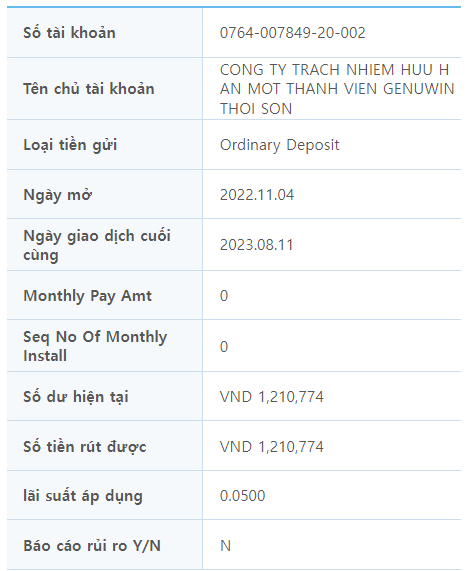 Số tài khoản
0764-007849-20-002
Tên chủ tài khoản
CONG TY TRACH NHIEM HUU H
AN MOT THANH VIEN GENUWIN
THOI SON
Loại tiền gửi
Ordinary Deposit
Ngày mở
2022.11.04
Ngày giao dịch cuối
cùng
2023.08.11
Monthly Pay Amt
0
Seq No Of Monthly
Install
0
Số dư hiện tại
VND 1,210,774
Số tiền rút được
VND 1,210,774
lãi suất áp dụng
0.0500
Báo cáo rủi ro Y/N
N